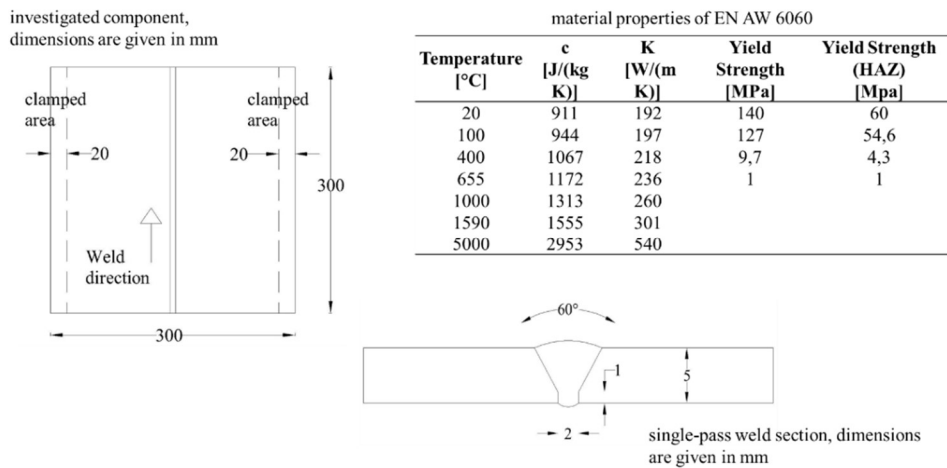 investigated component,
dimensions are given in mm
clamped
area
clamped
area
20
20
300
Weld
direction
300
material properties of EN AW 6060
Temperature [°C] c [J/(kg K)] K [W/(m K)] Yield Strength [MPa] Yield Strength (HAZ) [Mpa]
20 911 192 140 60
100 944 197 127 54,6
400 1067 218 9,7 4,3
655 1172 236 1 1
1000 1313 260
1590 1555 301
5000 2953 540
60°
1
5
2
single-pass weld section, dimensions
are given in mm